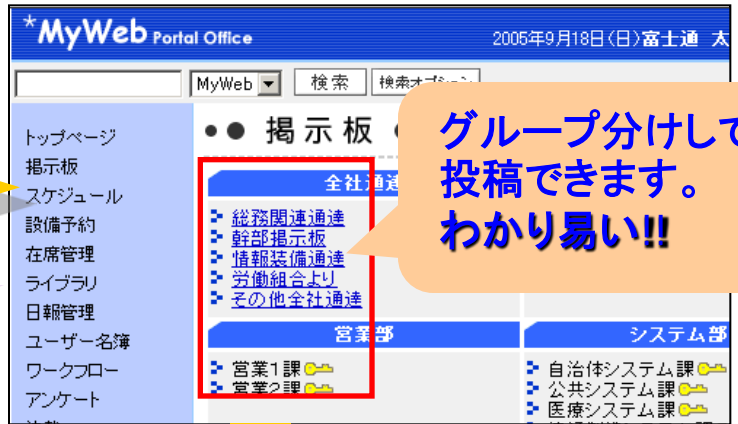 *MyWeb Portal Office
2005年9月18日(日)富士通 太
MyWeb 検索
トップページ
掲示板
スケジュール
設備予約
在席管理
ライブラリ
日報管理
ユーザー名簿
ワークフロー
アンケート
●● 掲示板
グループ分けして
投稿できます。
わかり易い!!
全社通達
総務関連通達
幹部掲示板
情報装備通達
労働組合より
その他全社通達
営業部
営業1課
営業2課
システム部
自治体システム課
公共システム課
医療システム課